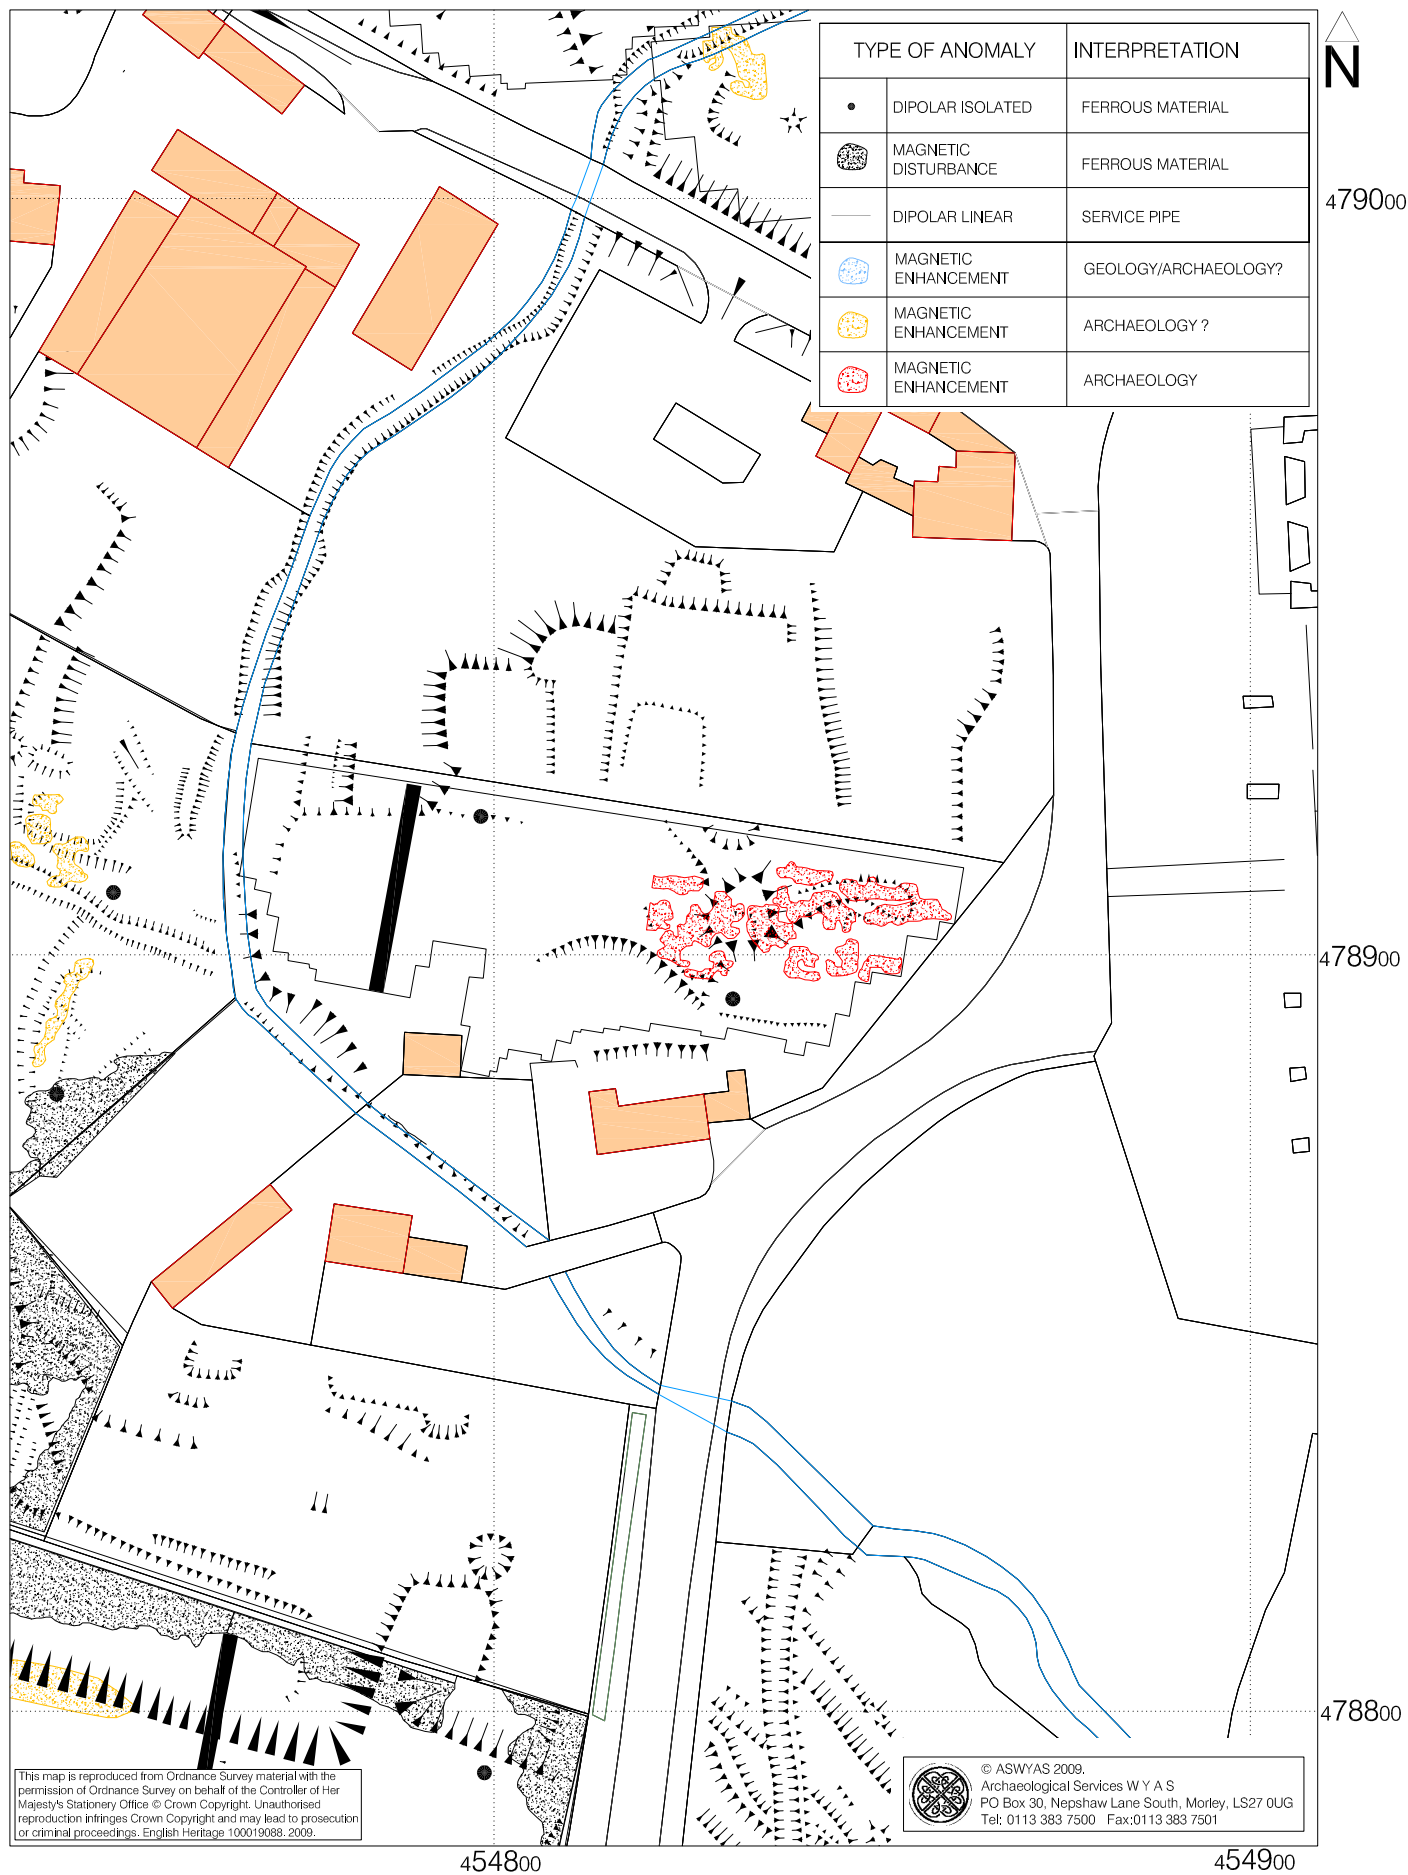 TYPE OF ANOMALY INTERPRETATION
DIPOLAR ISOLATED FERROUS MATERIAL
MAGNETIC
DISTURBANCE FERROUS MATERIAL
DIPOLAR LINEAR SERVICE PIPE
MAGNETIC
ENHANCEMENT GEOLOGY/ARCHAEOLOGY?
MAGNETIC
ENHANCEMENT ARCHAEOLOGY ?
MAGNETIC
ENHANCEMENT ARCHAEOLOGY
N
479000
478900
478800
This map is reproduced from Ordnance Survey material with the
permission of Ordnance Survey on behalf of the Controller of Her
Majesty's Stationery Office © Crown Copyright. Unauthorised
reproduction infringes Crown Copyright and may lead to prosecution
or criminal proceedings. English Heritage 100019088. 2009.
© ASWYAS 2009.
Archaeological Services W Y A S
PO Box 30, Nepshaw Lane South, Morley, LS27 0UG
Tel: 0113 383 7500 Fax:0113 383 7501
454800
454900